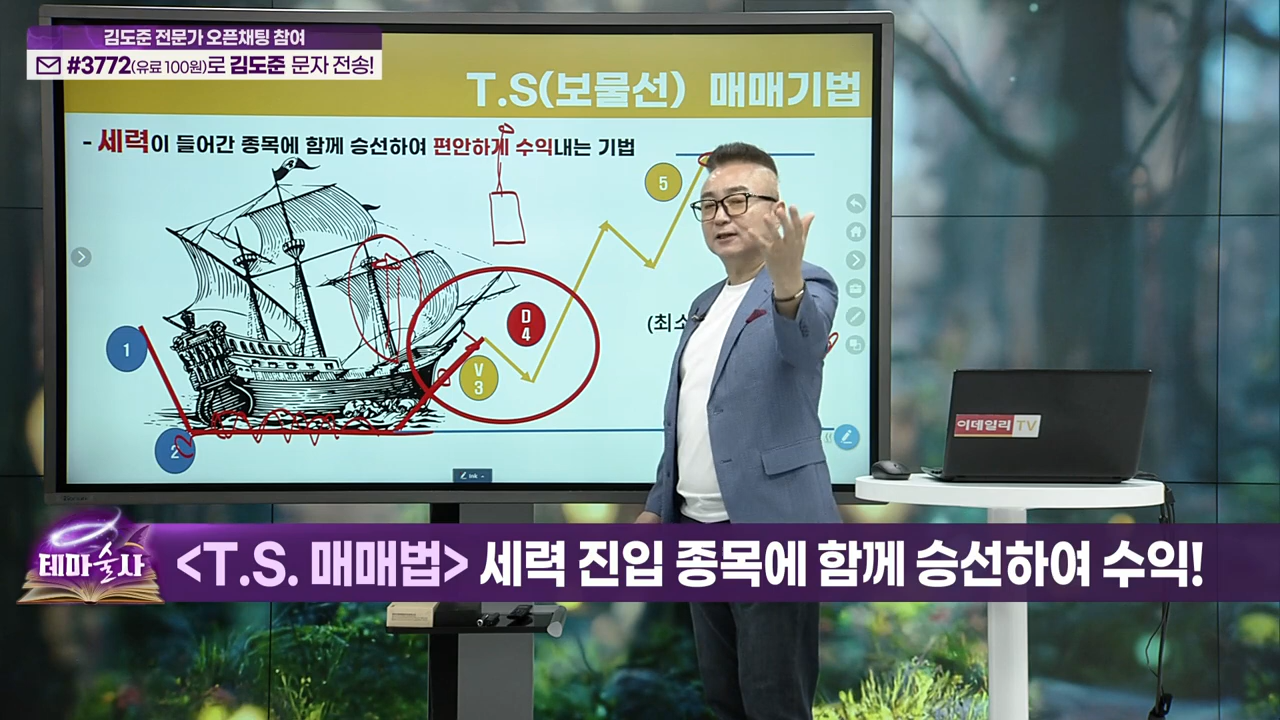 김도준 전문가 오픈채팅 참여
#3772(유료 100원)로 김도준 문자 전송!
T.S(보물선) 매매기법
- 세력이 들어간 종목에 함께 승선하여 편안하게 수익내는 기법
5
D
4
(최소
1
V
3
2
Ink
이데일리 TV
테마술사
<T.S. 매매법> 세력 진입 종목에 함께 승선하여 수익!